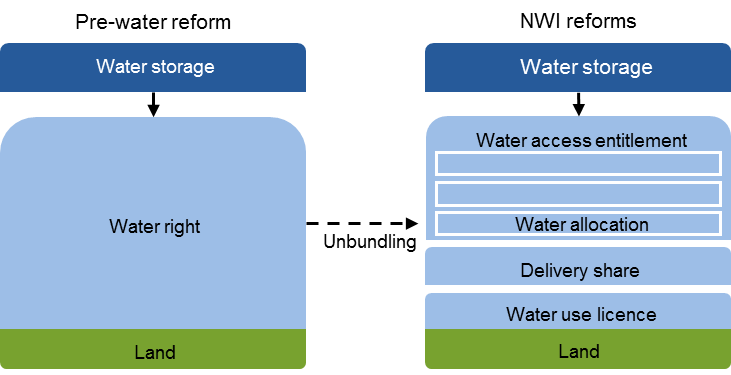 Pre-water reform
NWI reforms
Water storage
Water storage
Water access entitlement
Water right
Water allocation
Unbundling
Delivery share
Water use licence
Land
Land